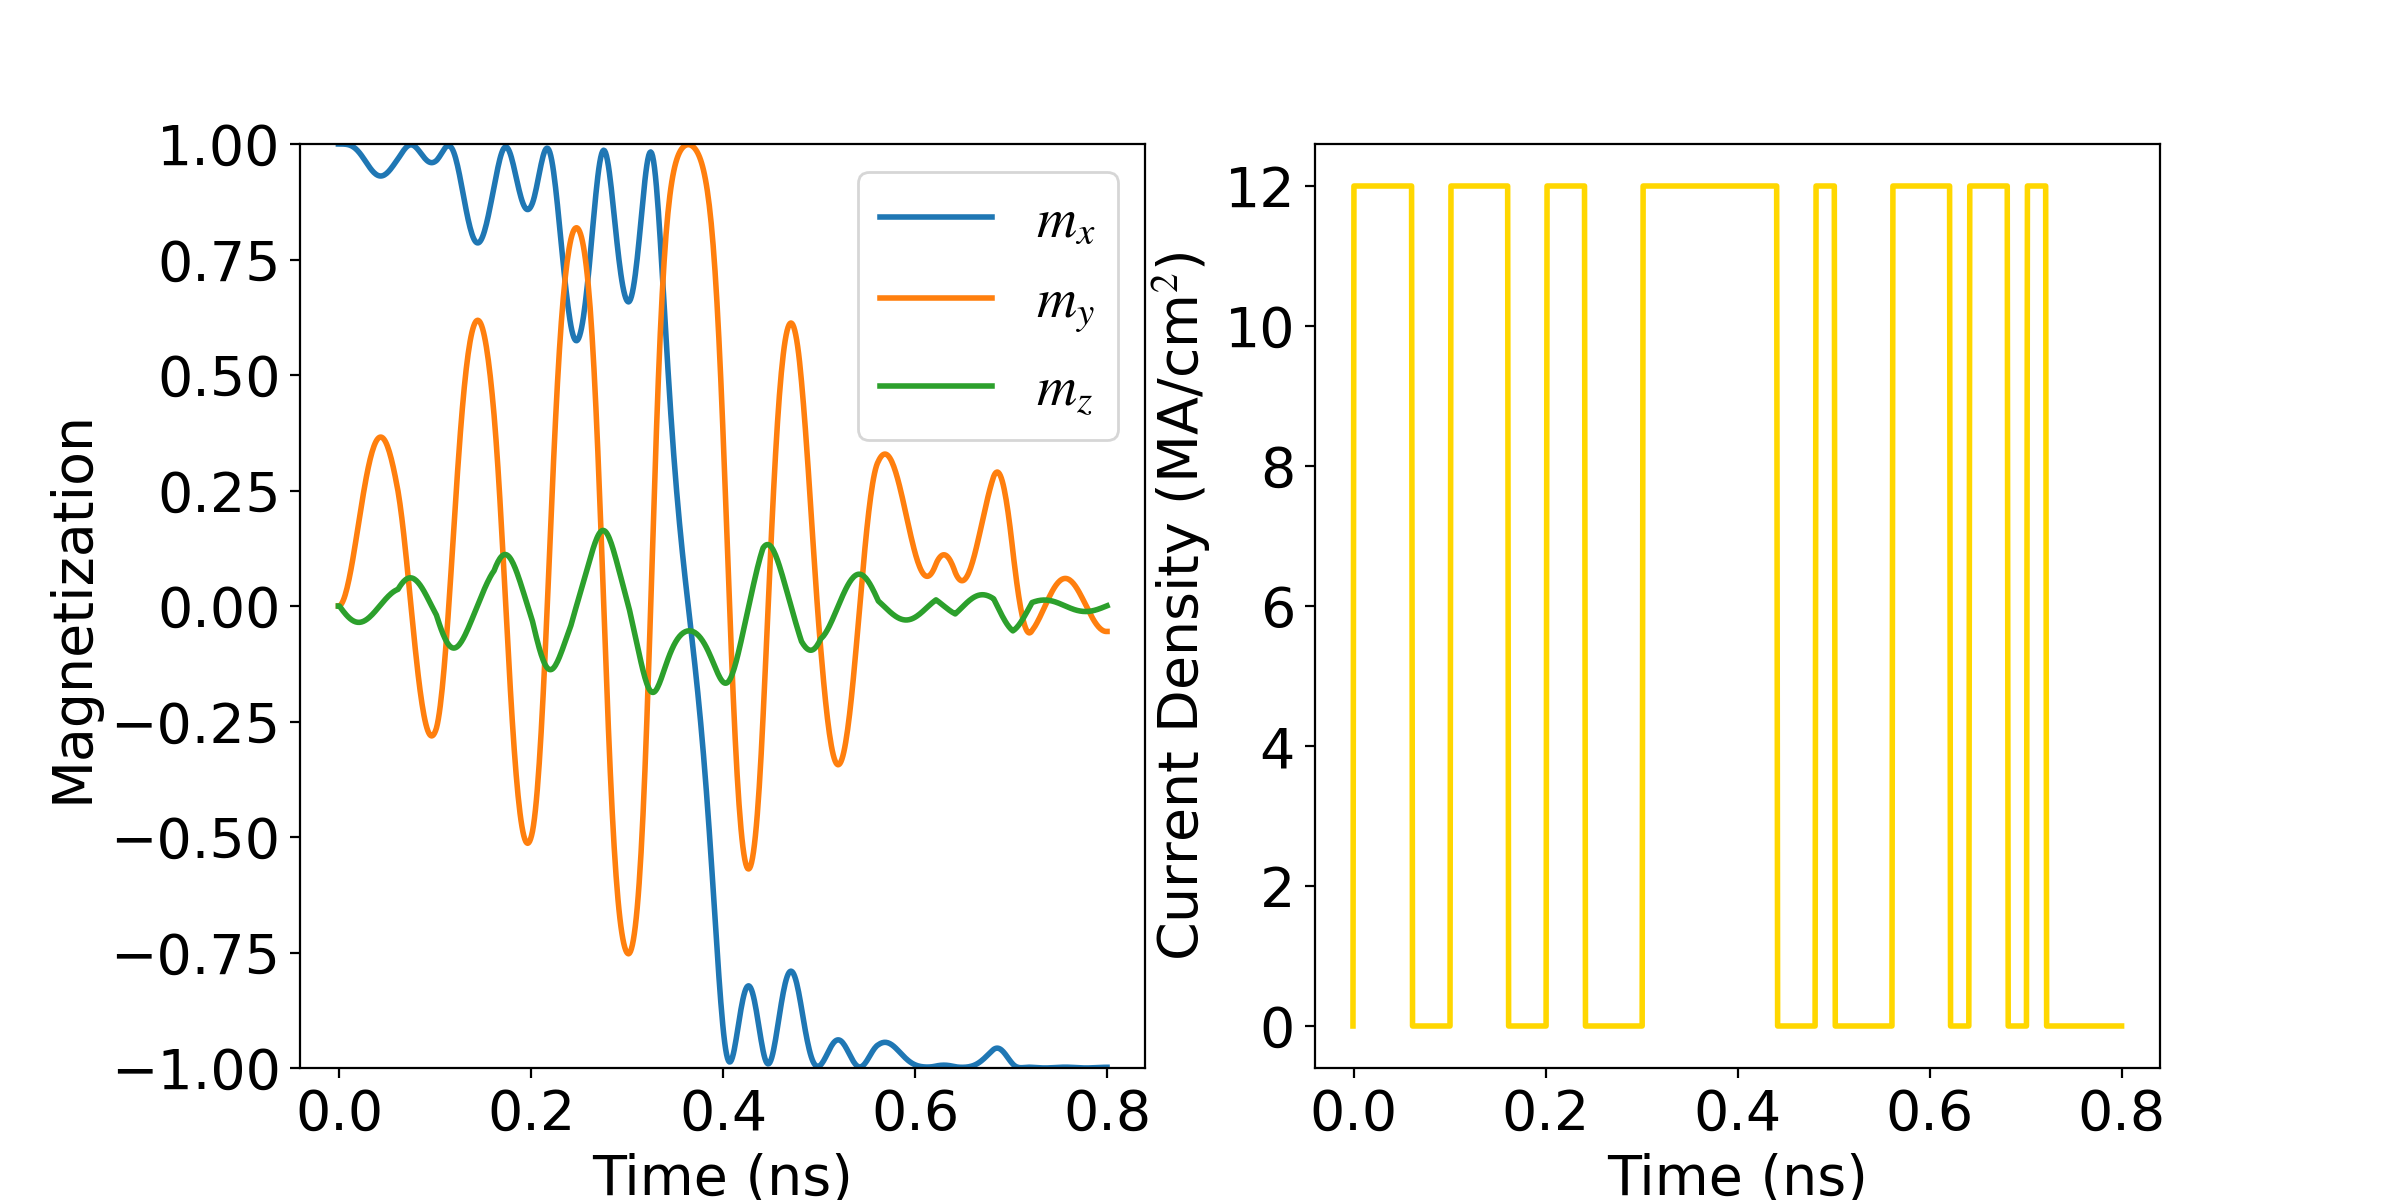 Magnetization
1.00
0.75
0.50
0.25
0.00
−0.25
−0.50
−0.75
−1.00
0.0 0.2 0.4 0.6 0.8
Time (ns)
m_x
m_y
m_z
Current Density (MA/cm²)
12
10
8
6
4
2
0
0.0 0.2 0.4 0.6 0.8
Time (ns)